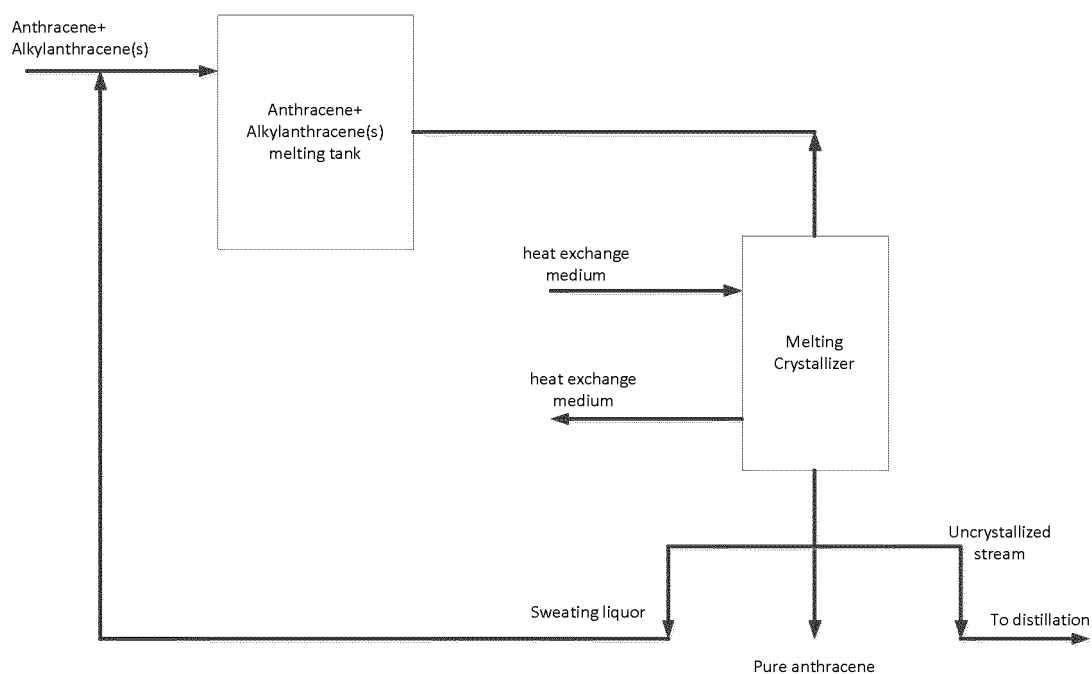 Anthracene+
Alkylanthracene(s)
Anthracene+
Alkylanthracene(s)
melting tank
heat exchange
medium
Melting
Crystallizer
heat exchange
medium
Uncrystallized
stream
Sweating liquor
To distillation
Pure anthracene